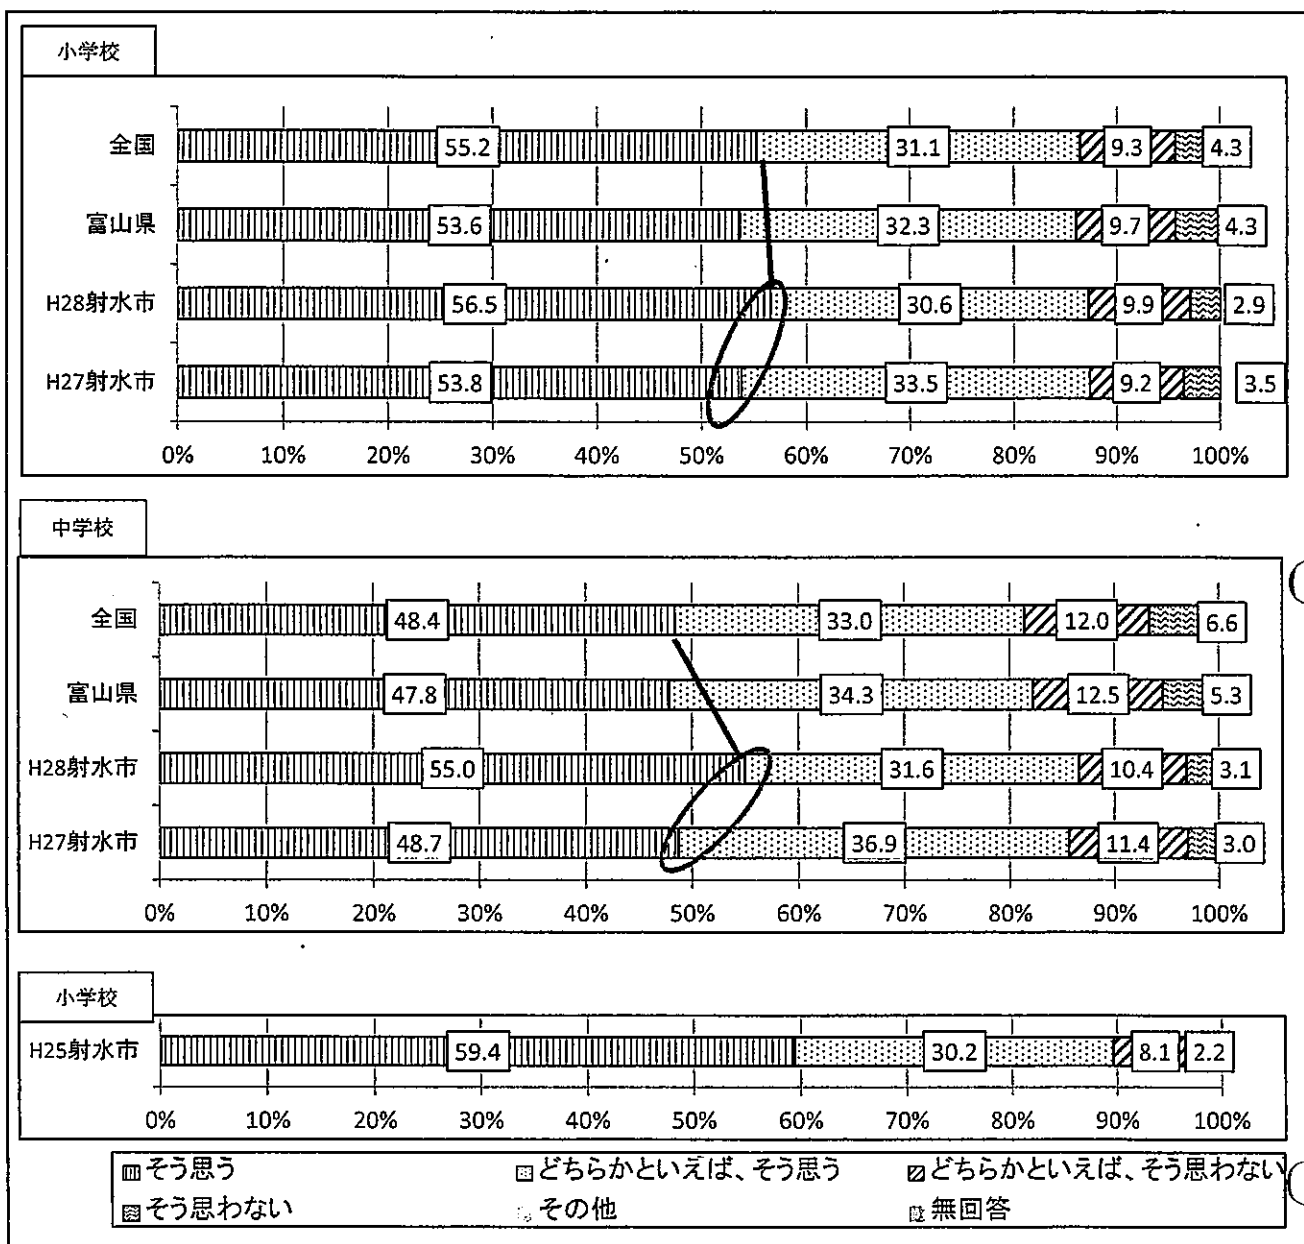 小学校
全国 55.2 31.1 9.3 4.3
富山県 53.6 32.3 9.7 4.3
H28射水市 56.5 30.6 9.9 2.9
H27射水市 53.8 33.5 9.2 3.5
0% 10% 20% 30% 40% 50% 60% 70% 80% 90% 100%
中学校
全国 48.4 33.0 12.0 6.6
富山県 47.8 34.3 12.5 5.3
H28射水市 55.0 31.6 10.4 3.1
H27射水市 48.7 36.9 11.4 3.0
0% 10% 20% 30% 40% 50% 60% 70% 80% 90% 100%
小学校
H25射水市 59.4 30.2 8.1 2.2
0% 10% 20% 30% 40% 50% 60% 70% 80% 90% 100%
そう思う どちらかといえば、そう思う どちらかといえば、そう思わない
そう思わない その他 無回答